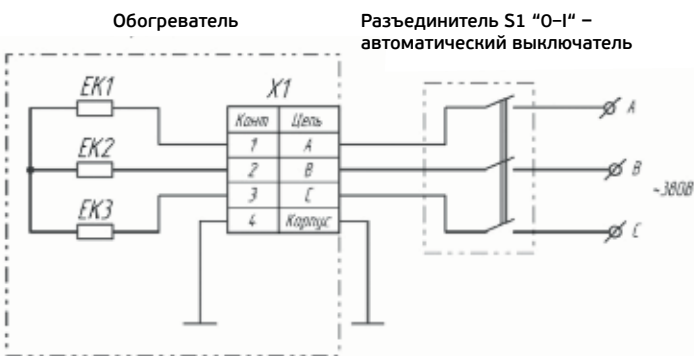 Обогреватель
Разъединитель S1 “0–I“ –
автоматический выключатель
EK1
EK2
EK3
X1
Конт Цепь
1 A
2 B
3 C
4 Корпус
A
B
C
~380В